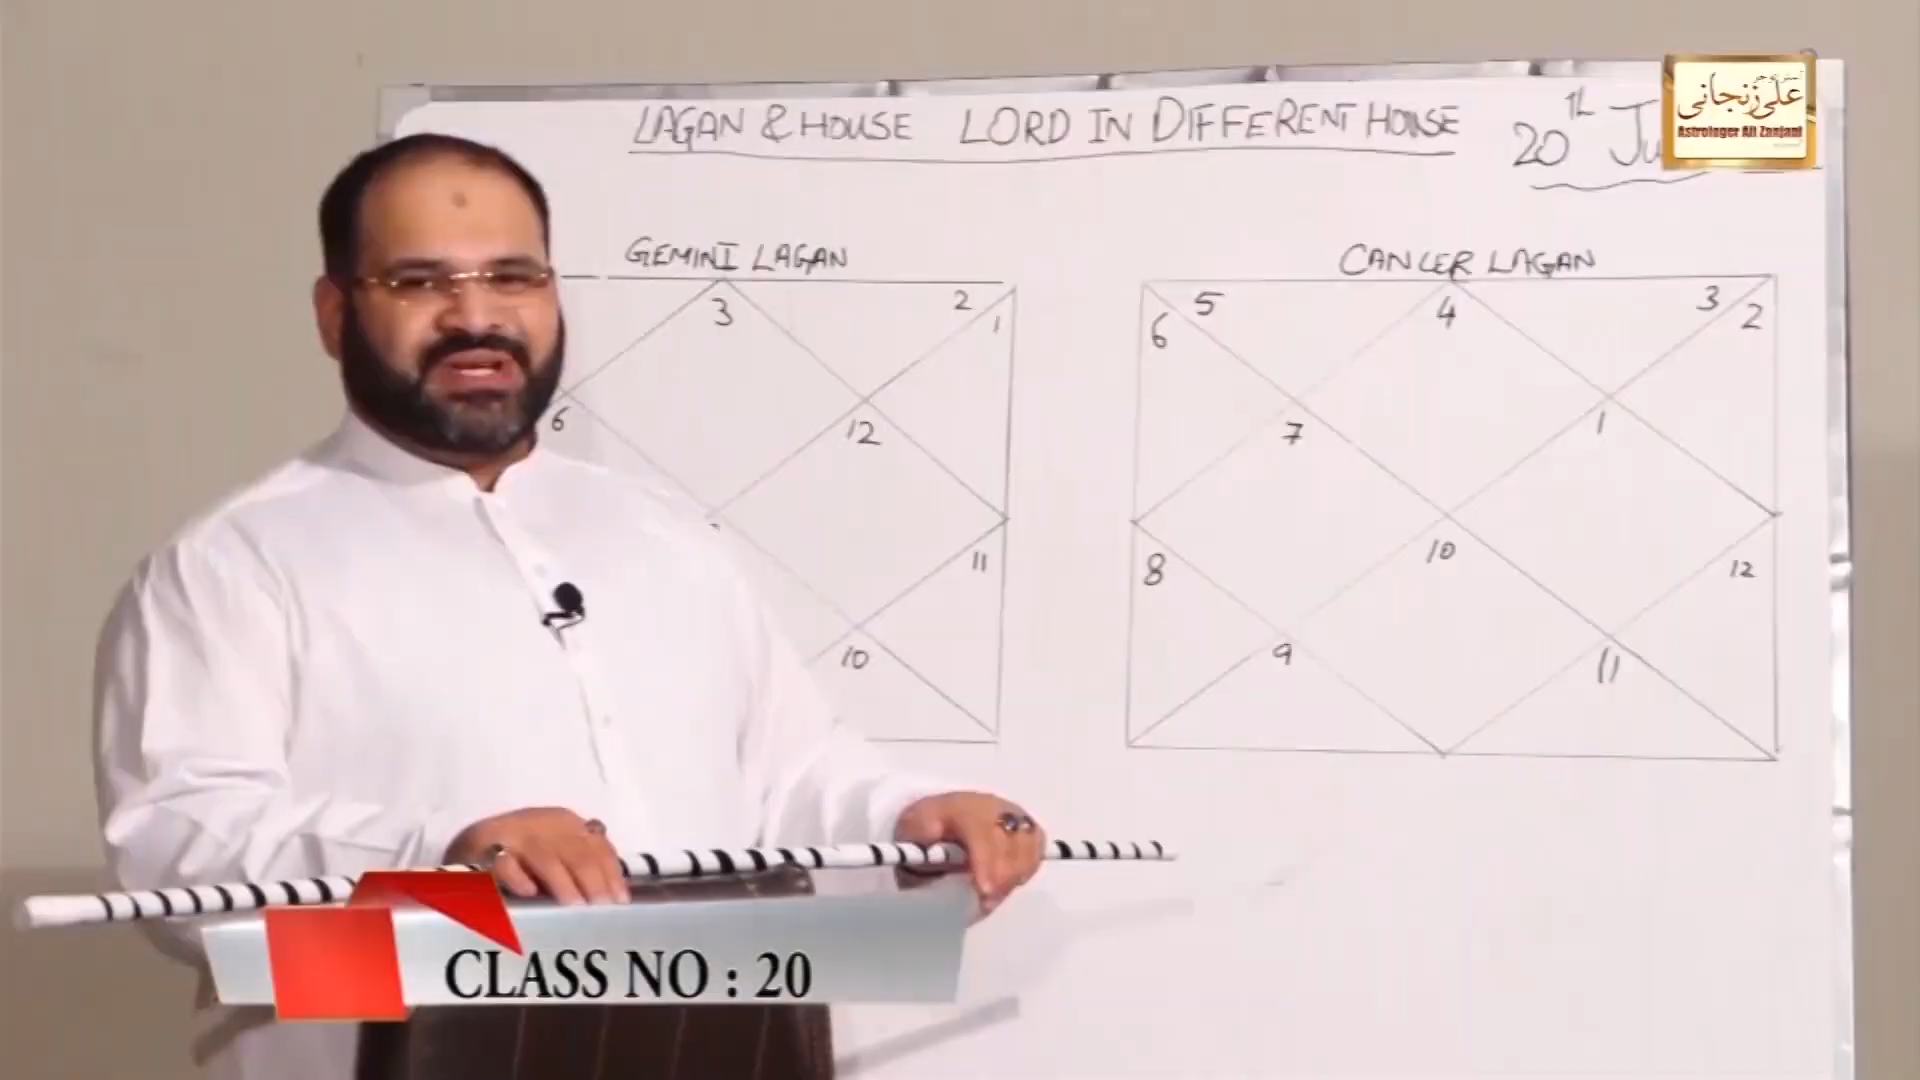 LAGAN & HOUSE LORD IN DIFFERENT HOUSE
20th
علی زنجانی
Astrologer Ali Zanjani
GEMINI LAGAN
3
2
1
6
12
11
10
CANCER LAGAN
5
4
3
2
6
7
1
8
10
12
9
11
CLASS NO : 20